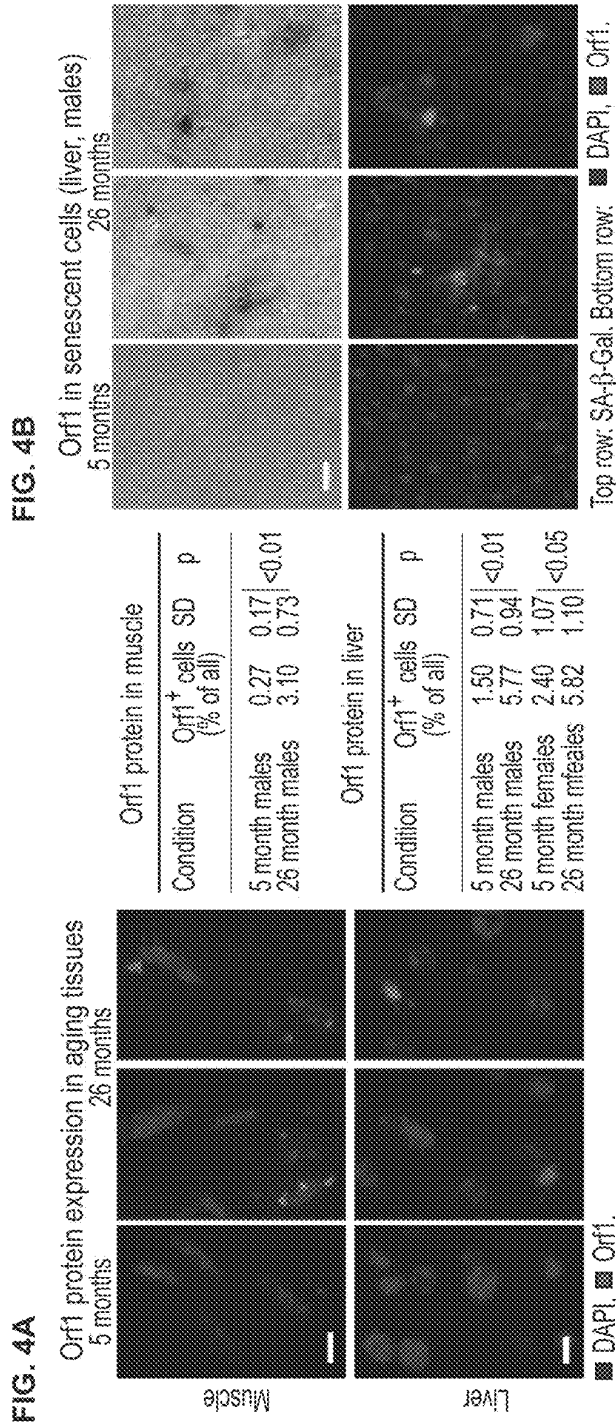 FIG. 4A
Orf1 protein expression in aging tissues
5 months
26 months
Muscle
Liver
DAPI, Orf1.
Orf1 protein in muscle
Condition Orf1+ cells SD p
(% of all)
5 month males 0.27 0.17 <0.01
26 month males 3.10 0.73
Orf1 protein in liver
Condition Orf1+ cells SD p
(% of all)
5 month males 1.50 0.71 <0.01
26 month males 5.77 0.94
5 month females 2.40 1.07 <0.05
26 month mfeales 5.82 1.10
FIG. 4B
Orf1 in senescent cells (liver, males)
5 months
26 months
Top row: SA-β-Gal. Bottom row: DAPI, Orf1.